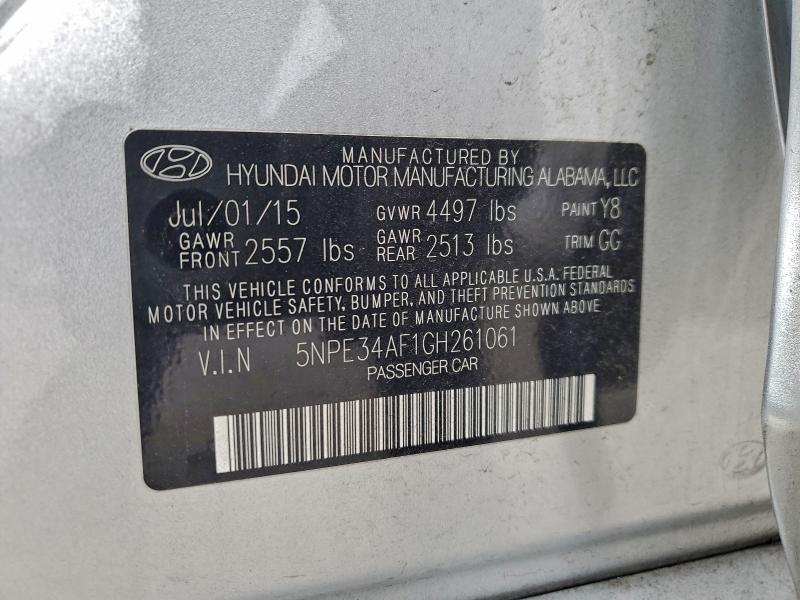 MANUFACTURED BY
HYUNDAI MOTOR MANUFACTURING ALABAMA, LLC
Jul/01/15 GVWR 4497 lbs PAINT Y8
GAWR FRONT 2557 lbs GAWR REAR 2513 lbs TRIM GG
THIS VEHICLE CONFORMS TO ALL APPLICABLE U.S.A. FEDERAL
MOTOR VEHICLE SAFETY, BUMPER, AND THEFT PREVENTION STANDARDS
IN EFFECT ON THE DATE OF MANUFACTURE SHOWN ABOVE
V.I.N 5NPE34AF1GH261061
PASSENGER CAR